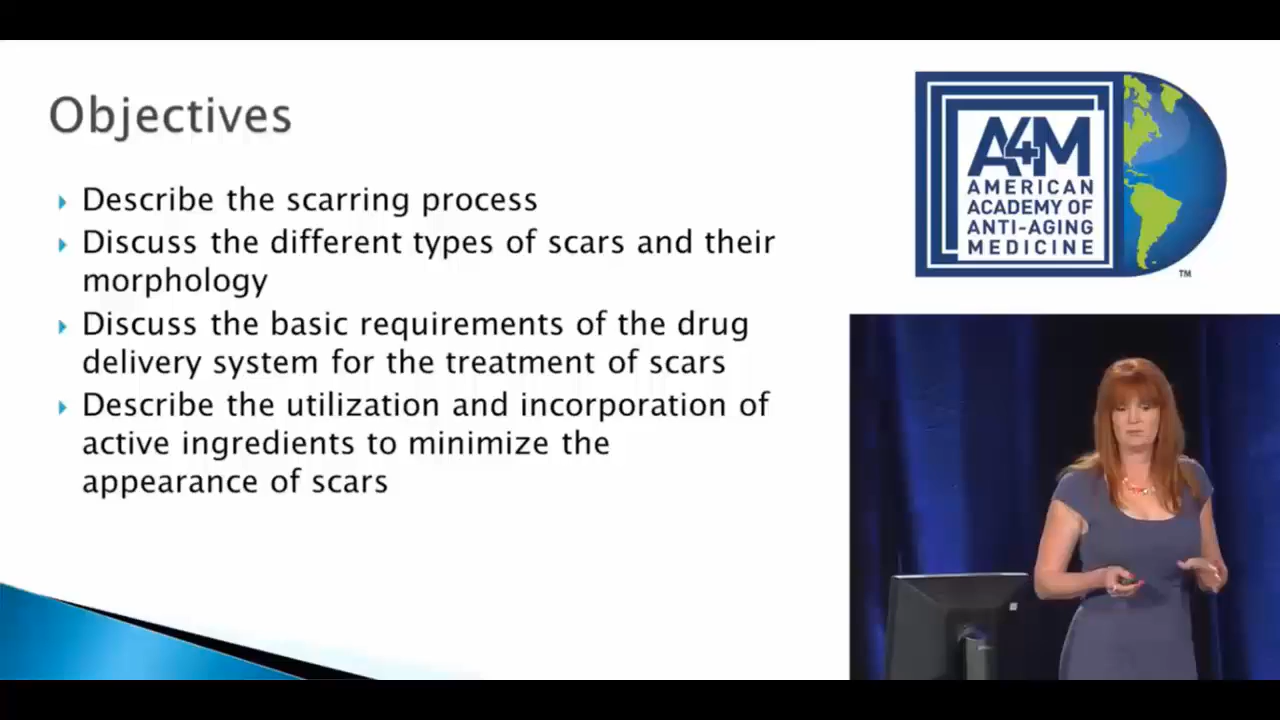 Objectives
Describe the scarring process
Discuss the different types of scars and their
morphology
Discuss the basic requirements of the drug
delivery system for the treatment of scars
Describe the utilization and incorporation of
active ingredients to minimize the
appearance of scars
A4M
AMERICAN
ACADEMY OF
ANTI-AGING
MEDICINE
TM